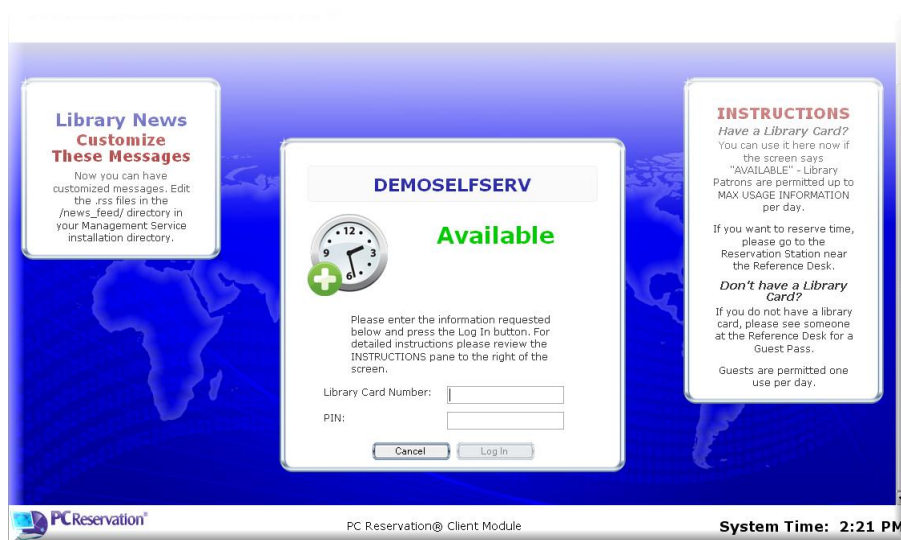 Library News
Customize
These Messages
Now you can have
customized messages. Edit
the .rss files in the
/news_feed/ directory in
your Management Service
installation directory.
DEMOSELFSERV
12
9
3
6
Available
Please enter the information requested
below and press the Log In button. For
detailed instructions please review the
INSTRUCTIONS pane to the right of the
screen.
Library Card Number:
PIN:
Cancel
Log In
INSTRUCTIONS
Have a Library Card?
You can use it here now if
the screen says
"AVAILABLE" - Library
Patrons are permitted up to
MAX USAGE INFORMATION
per day.
If you want to reserve time,
please go to the
Reservation Station near
the Reference Desk.
Don't have a Library
Card?
If you do not have a library
card, please see someone
at the Reference Desk for a
Guest Pass.
Guests are permitted one
use per day.
PC Reservation®
PC Reservation® Client Module
System Time: 2:21 PM